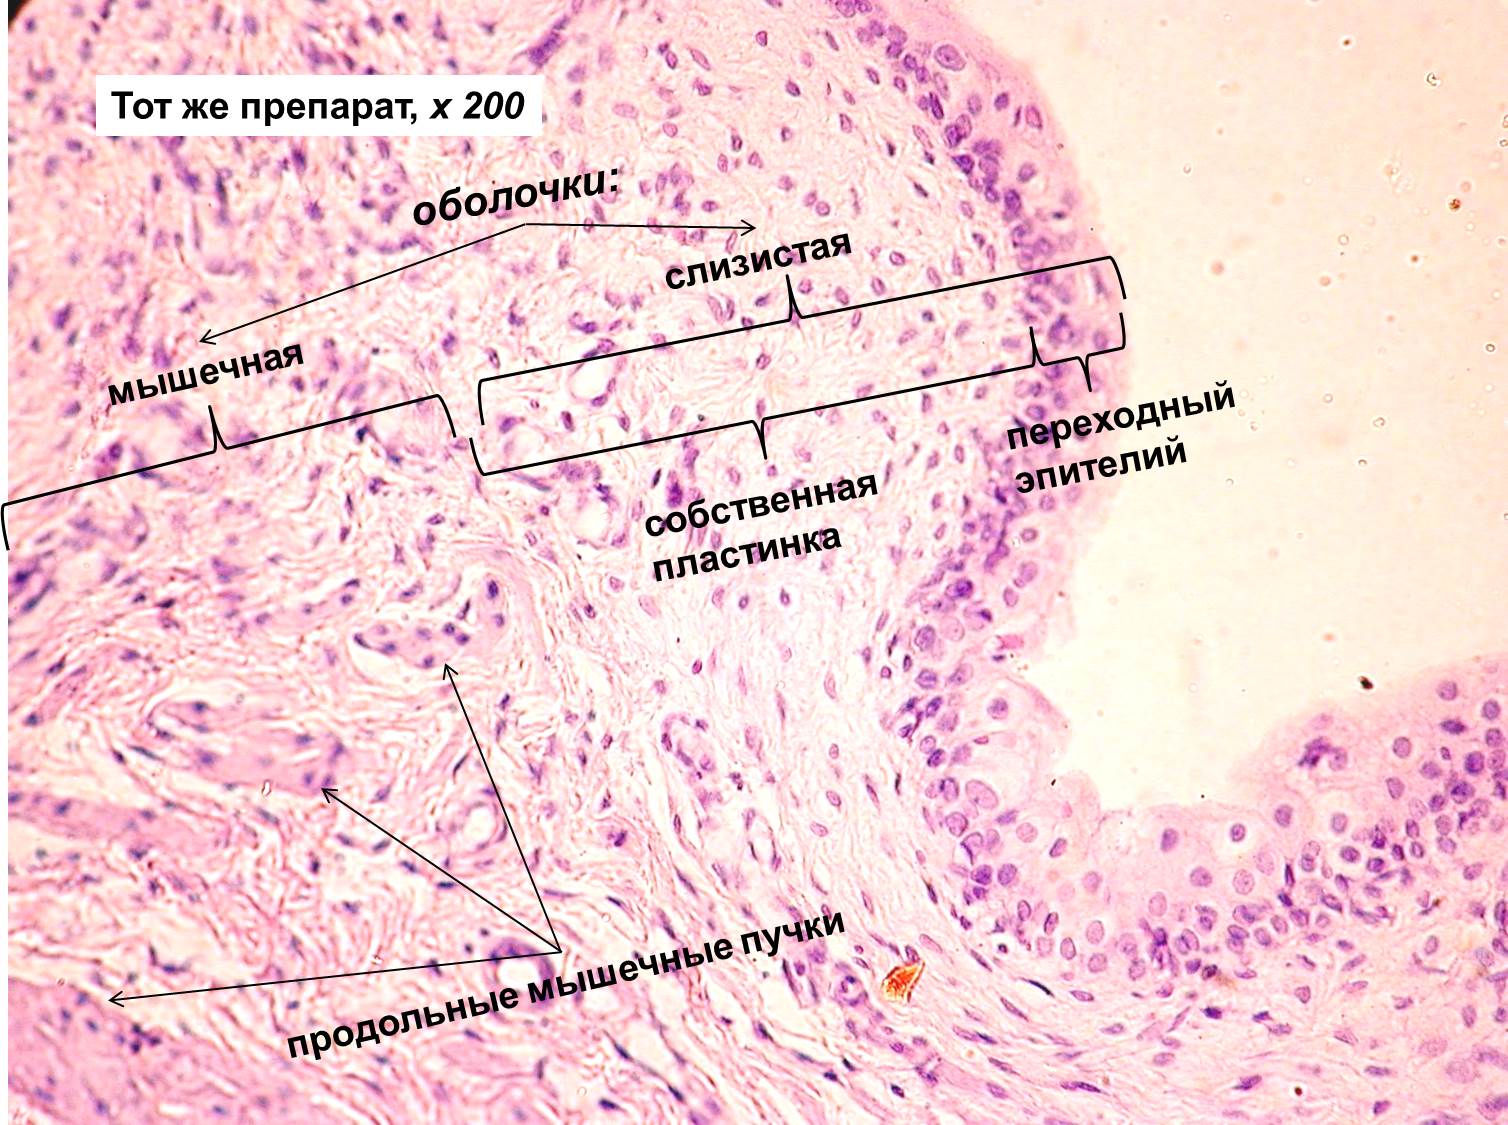 Тот же препарат, х 200
оболочки:
слизистая
мышечная
переходный
эпителий
собственная
пластинка
продольные мышечные пучки